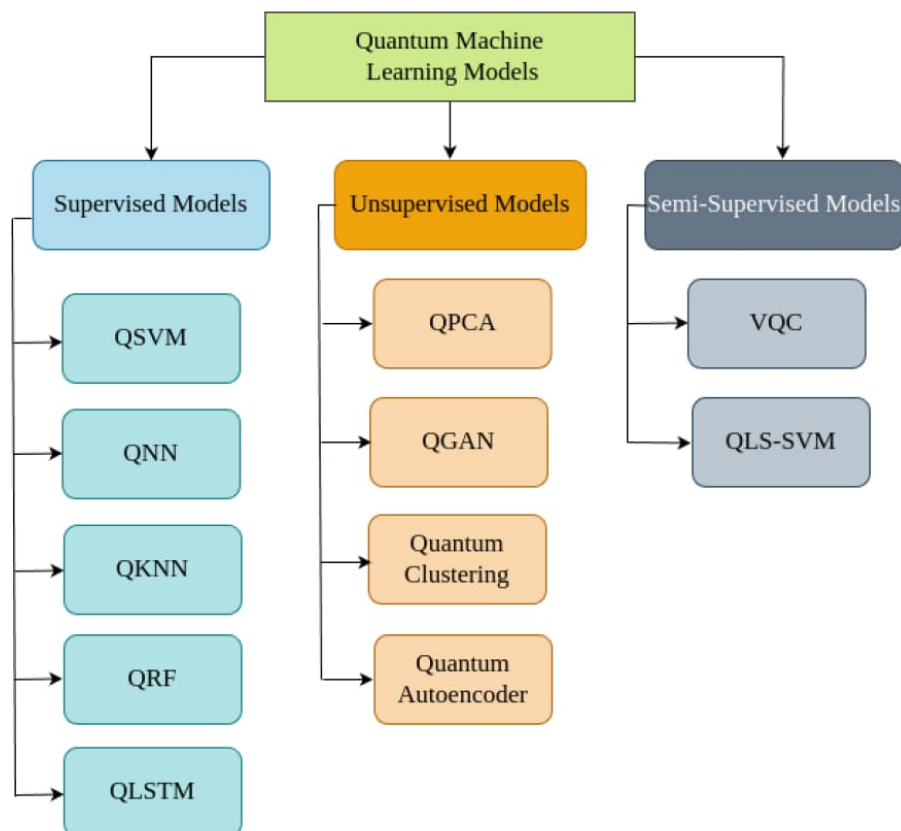 Quantum Machine
Learning Models
Supervised Models
Unsupervised Models
Semi-Supervised Models
QSVM
QNN
QKNN
QRF
QLSTM
QPCA
QGAN
Quantum
Clustering
Quantum
Autoencoder
VQC
QLS-SVM